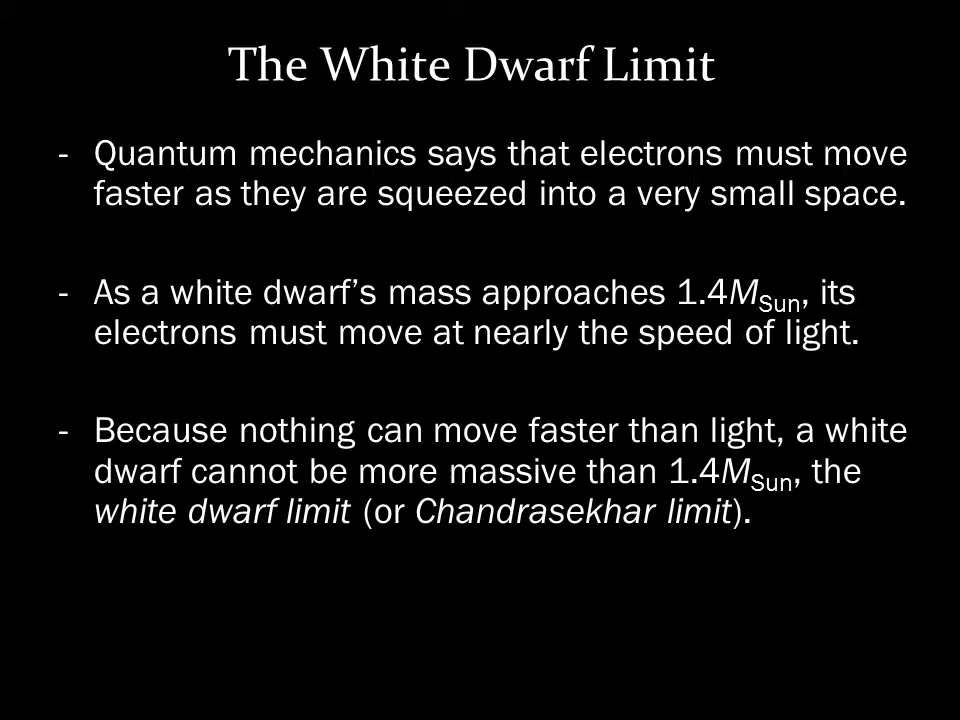 The White Dwarf Limit
- Quantum mechanics says that electrons must move
faster as they are squeezed into a very small space.
- As a white dwarf’s mass approaches 1.4MSun, its
electrons must move at nearly the speed of light.
- Because nothing can move faster than light, a white
dwarf cannot be more massive than 1.4MSun, the
white dwarf limit (or Chandrasekhar limit).